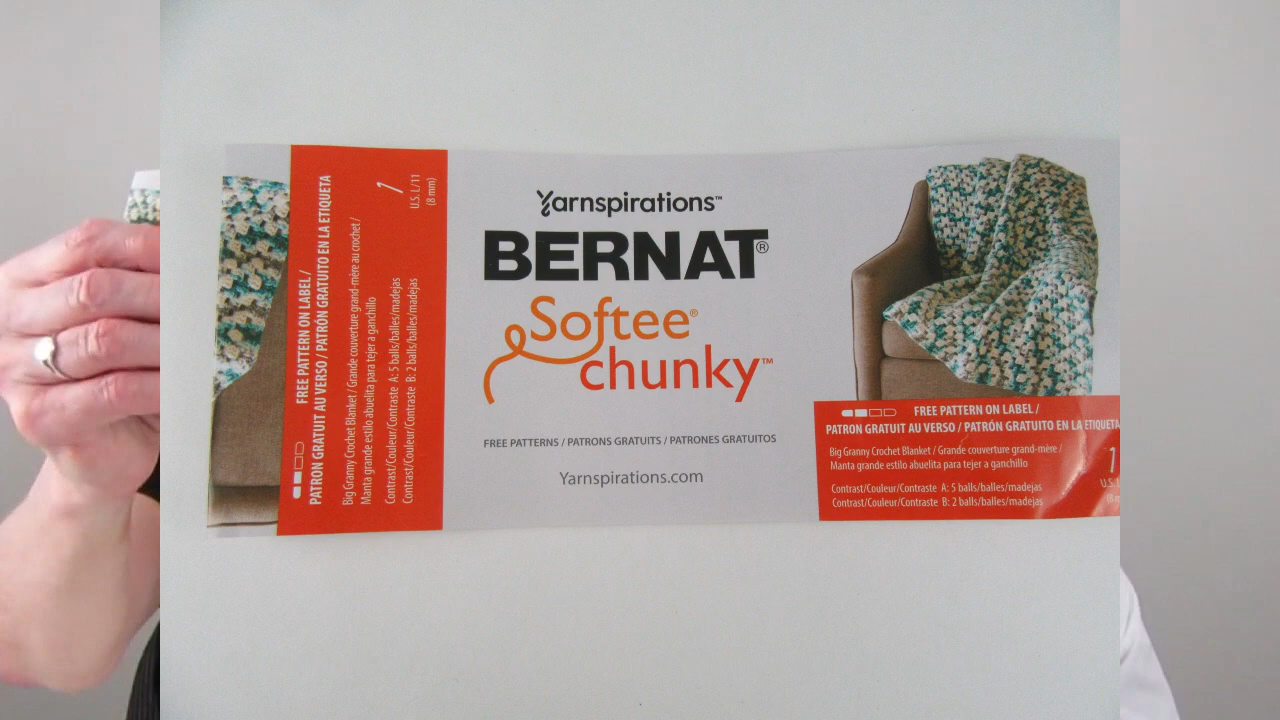 FREE PATTERN ON LABEL /
PATRON GRATUIT AU VERSO / PATRÓN GRATUITO EN LA ETIQUETA
Big Granny Crochet Blanket / Grande couverture grand-mère au crochet /
Manta grande estilo abuelita para tejer a ganchillo
Contrast/Couleur/Contraste A: 5 balls/balles/madejas
Contrast/Couleur/Contraste B: 2 balls/balles/madejas
U.S. L/11
(8 mm)
Yarnspirations™
BERNAT®
Softee®
chunky™
FREE PATTERNS / PATRONS GRATUITS / PATRONES GRATUITOS
Yarnspirations.com
FREE PATTERN ON LABEL /
PATRON GRATUIT AU VERSO / PATRÓN GRATUITO EN LA ETIQUETA
Big Granny Crochet Blanket / Grande couverture grand-mère /
Manta grande estilo abuelita para tejer a ganchillo
Contrast/Couleur/Contraste A: 5 balls/balles/madejas
Contrast/Couleur/Contraste B: 2 balls/balles/madejas
U.S. L
(8 m